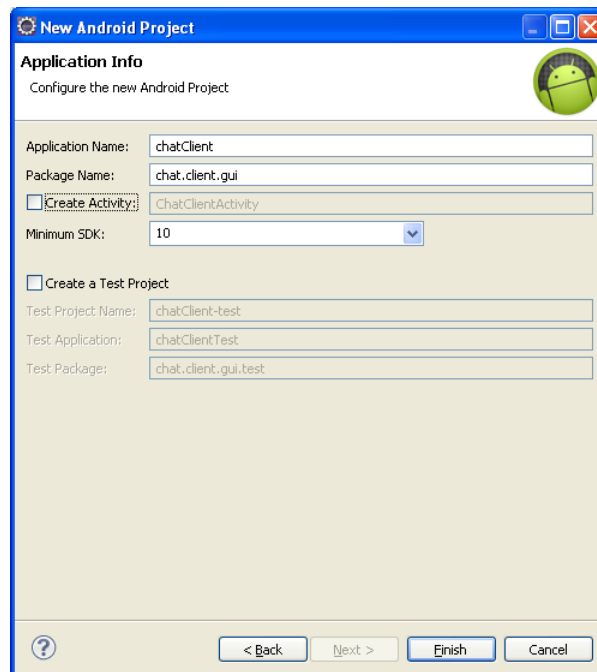 New Android Project
Application Info
Configure the new Android Project
Application Name: chatClient
Package Name: chat.client.gui
Create Activity: ChatClientActivity
Minimum SDK: 10
Create a Test Project
Test Project Name: chatClient-test
Test Application: chatClientTest
Test Package: chat.client.gui.test
? < Back Next > Finish Cancel